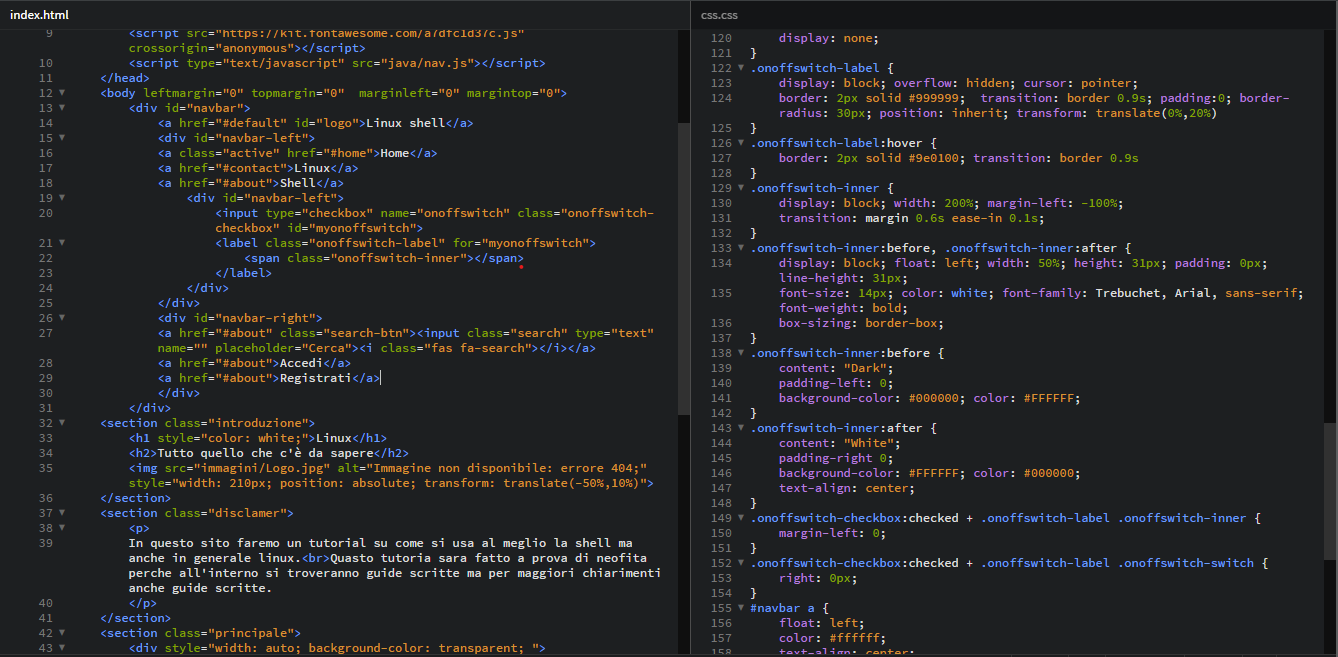 index.html
9 <script src="https://kit.fontawesome.com/a7dfc1d37c.js"
crossorigin="anonymous"></script>
10 <script type="text/javascript" src="java/nav.js"></script>
11 </head>
12 <body leftmargin="0" topmargin="0"  marginleft="0" margintop="0">
13 <div id="navbar">
14 <a href="#default" id="logo">Linux shell</a>
15 <div id="navbar-left">
16 <a class="active" href="#home">Home</a>
17 <a href="#contact">Linux</a>
18 <a href="#about">Shell</a>
19 <div id="navbar-left">
20 <input type="checkbox" name="onoffswitch" class="onoffswitch-
checkbox" id="myonoffswitch">
21 <label class="onoffswitch-label" for="myonoffswitch">
22 <span class="onoffswitch-inner"></span>
23 </label>
24 </div>
25 </div>
26 <div id="navbar-right">
27 <a href="#about" class="search-btn"><input class="search" type="text"
name="" placeholder="Cerca"><i class="fas fa-search"></i></a>
28 <a href="#about">Accedi</a>
29 <a href="#about">Registrati</a>
30 </div>
31 </div>
32 <section class="introduzione">
33 <h1 style="color: white;">Linux</h1>
34 <h2>Tutto quello che c'è da sapere</h2>
35 <img src="immagini/Logo.jpg" alt="Immagine non disponibile: errore 404;"
style="width: 210px; position: absolute; transform: translate(-50%,10%)">
36 </section>
37 <section class="disclamer">
38 <p>
39 In questo sito faremo un tutorial su come si usa al meglio la shell ma
anche in generale linux.<br>Quasto tutoria sara fatto a prova di neofita
perche all'interno si troveranno guide scritte ma per maggiori chiarimenti
anche guide scritte.
40 </p>
41 </section>
42 <section class="principale">
43 <div style="width: auto; background-color: transparent; ">
css.css
120 display: none;
121 }
122 .onoffswitch-label {
123 display: block; overflow: hidden; cursor: pointer;
124 border: 2px solid #999999;  transition: border 0.9s; padding:0; border-
radius: 30px; position: inherit; transform: translate(0%,20%)
125 }
126 .onoffswitch-label:hover {
127 border: 2px solid #9e0100; transition: border 0.9s
128 }
129 .onoffswitch-inner {
130 display: block; width: 200%; margin-left: -100%;
131 transition: margin 0.6s ease-in 0.1s;
132 }
133 .onoffswitch-inner:before, .onoffswitch-inner:after {
134 display: block; float: left; width: 50%; height: 31px; padding: 0px;
line-height: 31px;
135 font-size: 14px; color: white; font-family: Trebuchet, Arial, sans-serif;
font-weight: bold;
136 box-sizing: border-box;
137 }
138 .onoffswitch-inner:before {
139 content: "Dark";
140 padding-left: 0;
141 background-color: #000000; color: #FFFFFF;
142 }
143 .onoffswitch-inner:after {
144 content: "White";
145 padding-right 0;
146 background-color: #FFFFFF; color: #000000;
147 text-align: center;
148 }
149 .onoffswitch-checkbox:checked + .onoffswitch-label .onoffswitch-inner {
150 margin-left: 0;
151 }
152 .onoffswitch-checkbox:checked + .onoffswitch-label .onoffswitch-switch {
153 right: 0px;
154 }
155 #navbar a {
156 float: left;
157 color: #ffffff;
158 text-align: center;